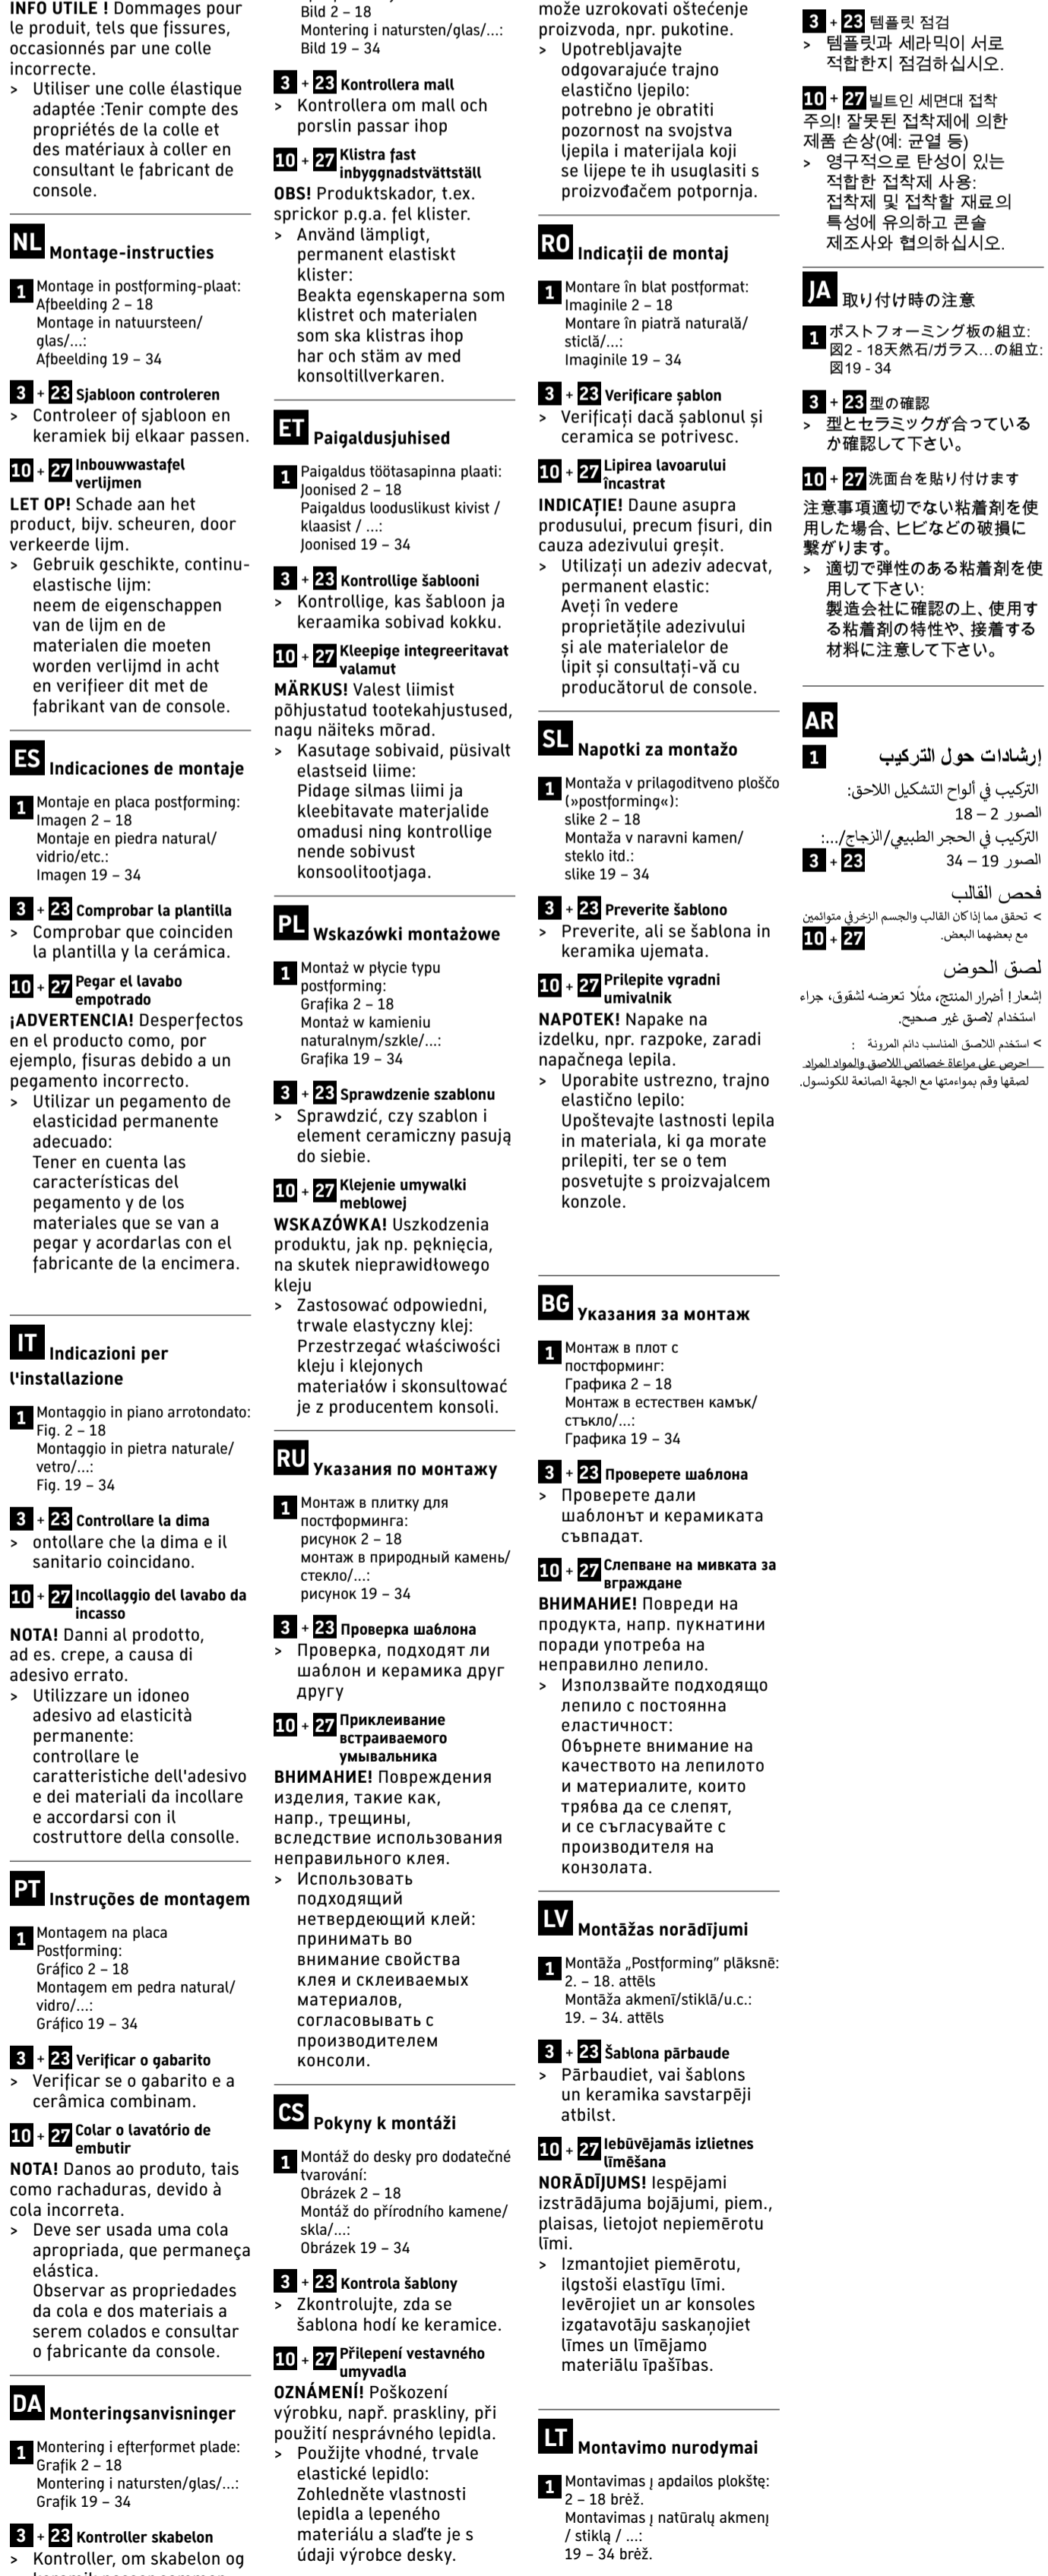 INFO UTILE ! Dommages pour
le produit, tels que fissures,
occasionnés par une colle
incorrecte.
> Utiliser une colle élastique
adaptée :Tenir compte des
propriétés de la colle et
des matériaux à coller en
consultant le fabricant de
console.
NL Montage-instructies
1 Montage in postforming-plaat:
Afbeelding 2 – 18
Montage in natuursteen/
glas/...:
Afbeelding 19 – 34
3 + 23 Sjabloon controleren
> Controleer of sjabloon en
keramiek bij elkaar passen.
10 + 27 Inbouwwastafel
verlijmen
LET OP! Schade aan het
product, bijv. scheuren, door
verkeerde lijm.
> Gebruik geschikte, continu-
elastische lijm:
neem de eigenschappen
van de lijm en de
materialen die moeten
worden verlijmd in acht
en verifieer dit met de
fabrikant van de console.
ES Indicaciones de montaje
1 Montaje en placa postforming:
Imagen 2 – 18
Montaje en piedra natural/
vidrio/etc.:
Imagen 19 – 34
3 + 23 Comprobar la plantilla
> Comprobar que coinciden
la plantilla y la cerámica.
10 + 27 Pegar el lavabo
empotrado
¡ADVERTENCIA! Desperfectos
en el producto como, por
ejemplo, fisuras debido a un
pegamento incorrecto.
> Utilizar un pegamento de
elasticidad permanente
adecuado:
Tener en cuenta las
características del
pegamento y de los
materiales que se van a
pegar y acordarlas con el
fabricante de la encimera.
IT Indicazioni per
l'installazione
1 Montaggio in piano arrotondato:
Fig. 2 – 18
Montaggio in pietra naturale/
vetro/...:
Fig. 19 – 34
3 + 23 Controllare la dima
> ontollare che la dima e il
sanitario coincidano.
10 + 27 Incollaggio del lavabo da
incasso
NOTA! Danni al prodotto,
ad es. crepe, a causa di
adesivo errato.
> Utilizzare un idoneo
adesivo ad elasticità
permanente:
controllare le
caratteristiche dell'adesivo
e dei materiali da incollare
e accordarsi con il
costruttore della consolle.
PT Instruções de montagem
1 Montagem na placa
Postforming:
Gráfico 2 – 18
Montagem em pedra natural/
vidro/...:
Gráfico 19 – 34
3 + 23 Verificar o gabarito
> Verificar se o gabarito e a
cerâmica combinam.
10 + 27 Colar o lavatório de
embutir
NOTA! Danos ao produto, tais
como rachaduras, devido à
cola incorreta.
> Deve ser usada uma cola
apropriada, que permaneça
elástica.
Observar as propriedades
da cola e dos materiais a
serem colados e consultar
o fabricante da console.
DA Monteringsanvisninger
1 Montering i efterformet plade:
Grafik 2 – 18
Montering i natursten/glas/...:
Grafik 19 – 34
3 + 23 Kontroller skabelon
> Kontroller, om skabelon og
Bild 2 – 18
Montering i natursten/glas/...:
Bild 19 – 34
3 + 23 Kontrollera mall
> Kontrollera om mall och
porslin passar ihop
10 + 27 Klistra fast
inbyggnadstvättställ
OBS! Produktskador, t.ex.
sprickor p.g.a. fel klister.
> Använd lämpligt,
permanent elastiskt
klister:
Beakta egenskaperna som
klistret och materialen
som ska klistras ihop
har och stäm av med
konsoltillverkaren.
ET Paigaldusjuhised
1 Paigaldus töötasapinna plaati:
Joonised 2 – 18
Paigaldus looduslikust kivist /
klaasist / ...:
Joonised 19 – 34
3 + 23 Kontrollige šablooni
> Kontrollige, kas šabloon ja
keraamika sobivad kokku.
10 + 27 Kleepige integreeritavat
valamut
MÄRKUS! Valest liimist
põhjustatud tootekahjustused,
nagu näiteks mõrad.
> Kasutage sobivaid, püsivalt
elastseid liime:
Pidage silmas liimi ja
kleebitavate materjalide
omadusi ning kontrollige
nende sobivust
konsoolitootjaga.
PL Wskazówki montażowe
1 Montaż w płycie typu
postforming:
Grafika 2 – 18
Montaż w kamieniu
naturalnym/szkle/...:
Grafika 19 – 34
3 + 23 Sprawdzenie szablonu
> Sprawdzić, czy szablon i
element ceramiczny pasują
do siebie.
10 + 27 Klejenie umywalki
meblowej
WSKAZÓWKA! Uszkodzenia
produktu, jak np. pęknięcia,
na skutek nieprawidłowego
kleju
> Zastosować odpowiedni,
trwale elastyczny klej:
Przestrzegać właściwości
kleju i klejonych
materiałów i skonsultować
je z producentem konsoli.
RU Указания по монтажу
1 Монтаж в плитку для
постформинга:
рисунок 2 – 18
монтаж в природный камень/
стекло/...:
рисунок 19 – 34
3 + 23 Проверка шаблона
> Проверка, подходят ли
шаблон и керамика друг
другу
10 + 27 Приклеивание
встраиваемого
умывальника
ВНИМАНИЕ! Повреждения
изделия, такие как,
напр., трещины,
вследствие использования
неправильного клея.
> Использовать
подходящий
нетвердеющий клей:
принимать во
внимание свойства
клея и склеиваемых
материалов,
согласовывать с
производителем
консоли.
CS Pokyny k montáži
1 Montáž do desky pro dodatečné
tvarování:
Obrázek 2 – 18
Montáž do přírodního kamene/
skla/...:
Obrázek 19 – 34
3 + 23 Kontrola šablony
> Zkontrolujte, zda se
šablona hodí ke keramice.
10 + 27 Přilepení vestavného
umyvadla
OZNÁMENÍ! Poškození
výrobku, např. praskliny, při
použití nesprávného lepidla.
> Použijte vhodné, trvale
elastické lepidlo:
Zohledněte vlastnosti
lepidla a lepeného
materiálu a slaďte je s
údaji výrobce desky.
može uzrokovati oštećenje
proizvoda, npr. pukotine.
> Upotrebljavajte
odgovarajuće trajno
elastično ljepilo:
potrebno je obratiti
pozornost na svojstva
ljepila i materijala koji
se lijepe te ih usuglasiti s
proizvođačem potpornja.
RO Indicații de montaj
1 Montare în blat postformat:
Imaginile 2 – 18
Montare în piatră naturală/
sticlă/...:
Imaginile 19 – 34
3 + 23 Verificare șablon
> Verificați dacă șablonul și
ceramica se potrivesc.
10 + 27 Lipirea lavoarului
încastrat
INDICAȚIE! Daune asupra
produsului, precum fisuri, din
cauza adezivului greșit.
> Utilizați un adeziv adecvat,
permanent elastic:
Aveți în vedere
proprietățile adezivului
și ale materialelor de
lipit și consultați-vă cu
producătorul de console.
SL Napotki za montažo
1 Montaža v prilagoditveno ploščo
(»postforming«):
slike 2 – 18
Montaža v naravni kamen/
steklo itd.:
slike 19 – 34
3 + 23 Preverite šablono
> Preverite, ali se šablona in
keramika ujemata.
10 + 27 Prilepite vgradni
umivalnik
NAPOTEK! Napake na
izdelku, npr. razpoke, zaradi
napačnega lepila.
> Uporabite ustrezno, trajno
elastično lepilo:
Upoštevajte lastnosti lepila
in materiala, ki ga morate
prilepiti, ter se o tem
posvetujte s proizvajalcem
konzole.
BG Указания за монтаж
1 Монтаж в плот с
постформинг:
Графика 2 – 18
Монтаж в естествен камък/
стъкло/...:
Графика 19 – 34
3 + 23 Проверете шаблона
> Проверете дали
шаблонът и керамиката
съвпадат.
10 + 27 Слепване на мивката за
вграждане
ВНИМАНИЕ! Повреди на
продукта, напр. пукнатини
поради употреба на
неправилно лепило.
> Използвайте подходящо
лепило с постоянна
еластичност:
Обърнете внимание на
качеството на лепилото
и материалите, които
трябва да се слепят,
и се съгласувайте с
производителя на
конзолата.
LV Montāžas norādījumi
1 Montāža „Postforming“ plāksnē:
2. – 18. attēls
Montāža akmenī/stiklā/u.c.:
19. – 34. attēls
3 + 23 Šablona pārbaude
> Pārbaudiet, vai šablons
un keramika savstarpēji
atbilst.
10 + 27 Iebūvējamās izlietnes
līmēšana
NORĀDĪJUMS! Iespējami
izstrādājuma bojājumi, piem.,
plaisas, lietojot nepiemērotu
līmi.
> Izmantojiet piemērotu,
ilgstoši elastīgu līmi.
Ievērojiet un ar konsoles
izgatavotāju saskaņojiet
līmes un līmējamo
materiālu īpašības.
LT Montavimo nurodymai
1 Montavimas į apdailos plokštę:
2 – 18 brėž.
Montavimas į natūralų akmenį
/ stiklą / ...:
19 – 34 brėž.
3 + 23 템플릿 점검
> 템플릿과 세라믹이 서로
적합한지 점검하십시오.
10 + 27 빌트인 세면대 접착
주의! 잘못된 접착제에 의한
제품 손상(예: 균열 등)
> 영구적으로 탄성이 있는
적합한 접착제 사용:
접착제 및 접착할 재료의
특성에 유의하고 콘솔
제조사와 협의하십시오.
JA 取り付け時の注意
1 ポストフォーミング板の組立:
図2 - 18天然石/ガラス...の組立:
図19 - 34
3 + 23 型の確認
> 型とセラミックが合っている
か確認して下さい。
10 + 27 洗面台を貼り付けます
注意事項適切でない粘着剤を使
用した場合、ヒビなどの破損に
繋がります。
> 適切で弾性のある粘着剤を使
用して下さい:
製造会社に確認の上、使用す
る粘着剤の特性や、接着する
材料に注意して下さい。
AR
1 إرشادات حول التركيب
التركيب في ألواح التشكيل اللاحق:
الصور 2 – 18
التركيب في الحجر الطبيعي/الزجاج/...:
3 + 23 الصور 19 – 34
فحص القالب
> تحقق مما إذا كان القالب والجسم الزخرفي متوائمين
10 + 27 مع بعضهما البعض.
لصق الحوض
إشعار! أضرار المنتج، مثلًا تعرضه لشقوق، جراء
استخدام لاصق غير صحيح.
> استخدم اللاصق المناسب دائم المرونة :
احرص على مراعاة خصائص اللاصق والمواد المراد
لصقها وقم بمواءمتها مع الجهة الصانعة للكونسول.